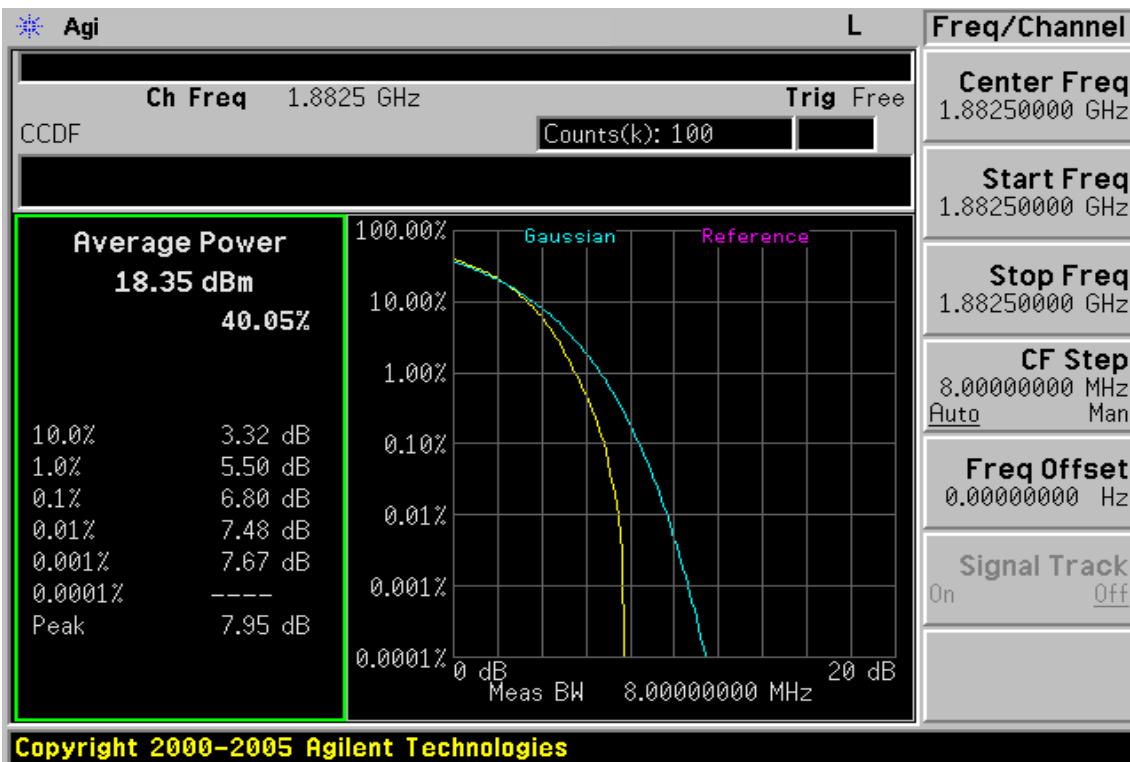 Agi L
Ch Freq 1.8825 GHz Trig Free
CCDF Counts(k): 100
Average Power
18.35 dBm
40.05%
10.0% 3.32 dB
1.0% 5.50 dB
0.1% 6.80 dB
0.01% 7.48 dB
0.001% 7.67 dB
0.0001% ----
Peak 7.95 dB
Gaussian Reference
100.00%
10.00%
1.00%
0.10%
0.01%
0.001%
0.0001%
0 dB 20 dB
Meas BW 8.00000000 MHz
Freq/Channel
Center Freq
1.88250000 GHz
Start Freq
1.88250000 GHz
Stop Freq
1.88250000 GHz
CF Step
8.00000000 MHz
Auto Man
Freq Offset
0.00000000 Hz
Signal Track
On Off
Copyright 2000-2005 Agilent Technologies